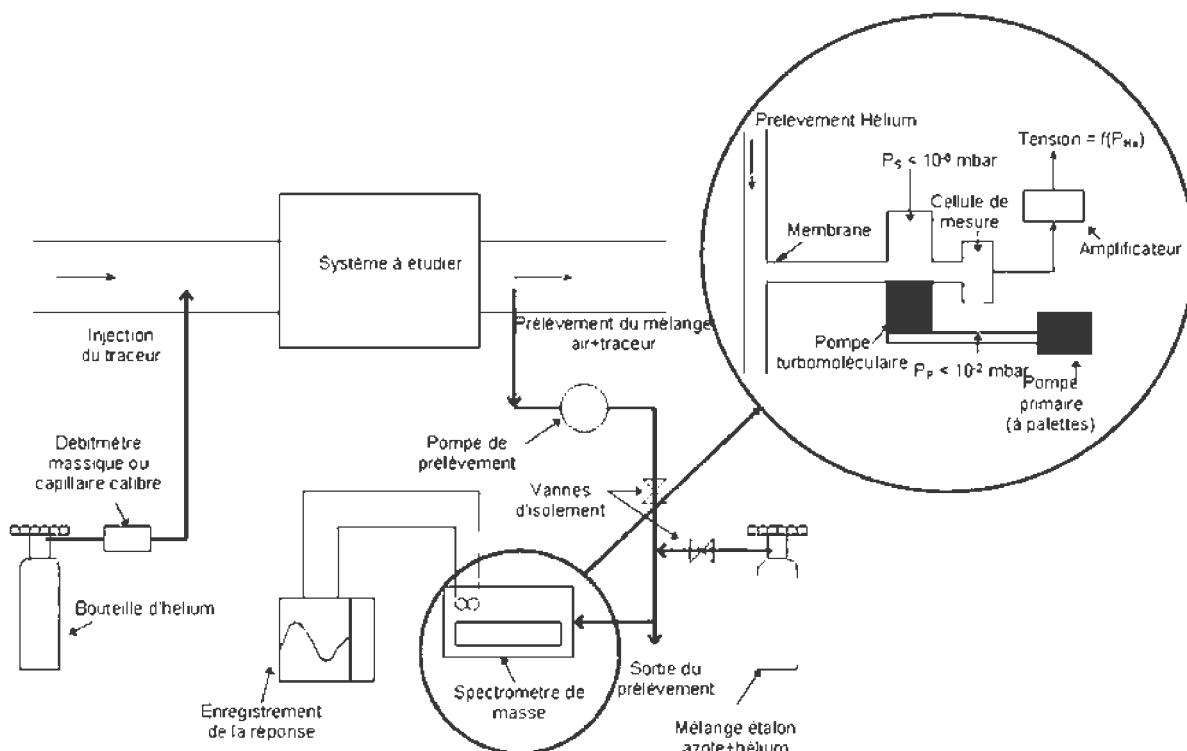 Prélèvement Hélium
Tension = f(P_He)
P_S < 10^-6 mbar
Cellule de
mesure
Membrane
Amplificateur
Système à étudier
Injection
du traceur
Prélèvement du mélange
air+traceur
Pompe
turbomoléculaire
P_P < 10^-2 mbar
Pompe
primaire
(à palettes)
Pompe de
prélèvement
Débitmètre
massique ou
capillaire calibré
Vannes
d'isolement
Bouteille d'hélium
Enregistrement
de la réponse
Spectromètre de
masse
Sortie du
prélèvement
Mélange étalon
azote+hélium